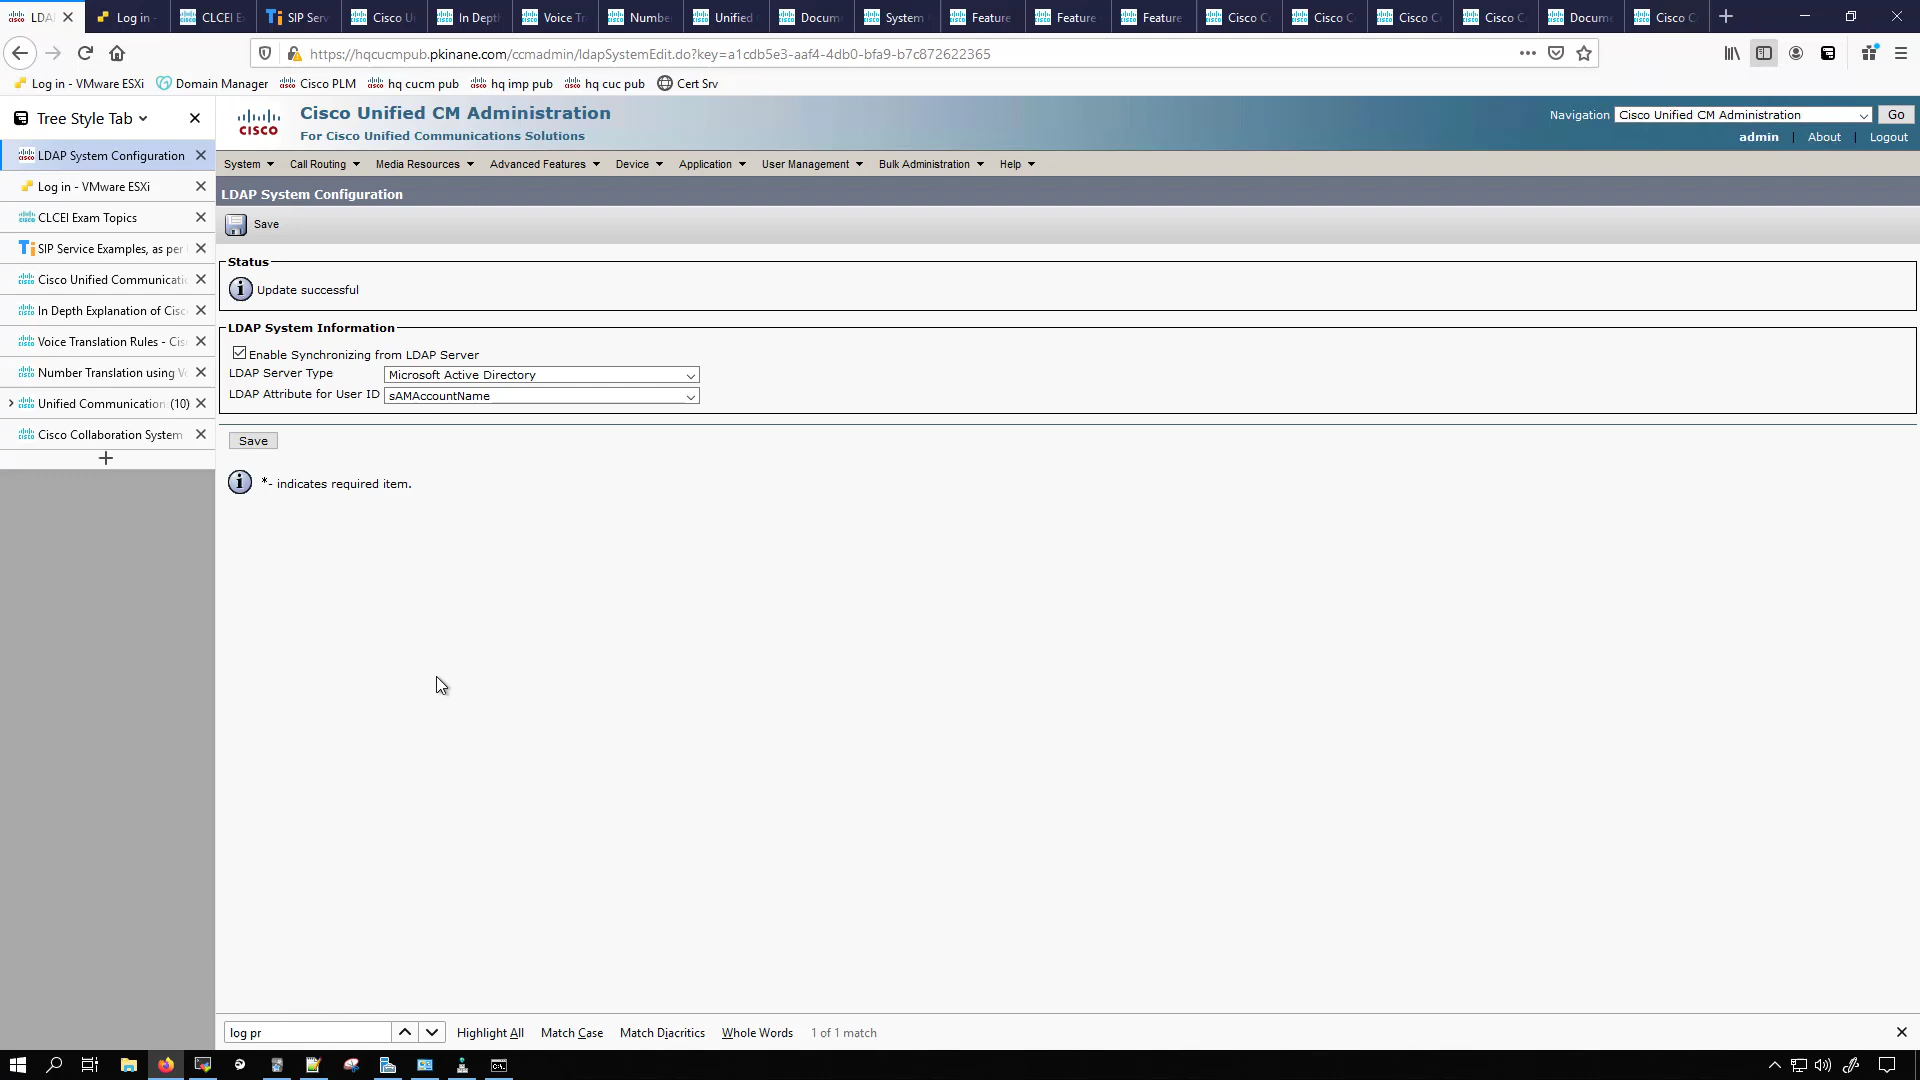 LDA
Log in -
CLCEI E
SIP Serv
Cisco U
In Dept
Voice T
Numbe
Unified
Docum
System
Feature
Feature
Feature
Cisco C
Cisco C
Cisco C
Cisco C
Docum
Cisco C
https://hqcucmpub.pkinane.com/ccmadmin/ldapSystemEdit.do?key=a1cdb5e3-aaf4-4db0-bfa9-b7c872622365
Log in - VMware ESXi
Domain Manager
Cisco PLM
hq cucm pub
hq imp pub
hq cuc pub
Cert Srv
Tree Style Tab
LDAP System Configuration
Log in - VMware ESXi
CLCEI Exam Topics
SIP Service Examples, as per
Cisco Unified Communicati
In Depth Explanation of Cisc
Voice Translation Rules - Cis
Number Translation using V
Unified Communication (10)
Cisco Collaboration System
CISCO
Cisco Unified CM Administration
For Cisco Unified Communications Solutions
Navigation Cisco Unified CM Administration Go
admin | About | Logout
System Call Routing Media Resources Advanced Features Device Application User Management Bulk Administration Help
LDAP System Configuration
Save
Status
Update successful
LDAP System Information
Enable Synchronizing from LDAP Server
LDAP Server Type Microsoft Active Directory
LDAP Attribute for User ID sAMAccountName
Save
*- indicates required item.
log pr
Highlight All Match Case Match Diacritics Whole Words 1 of 1 match